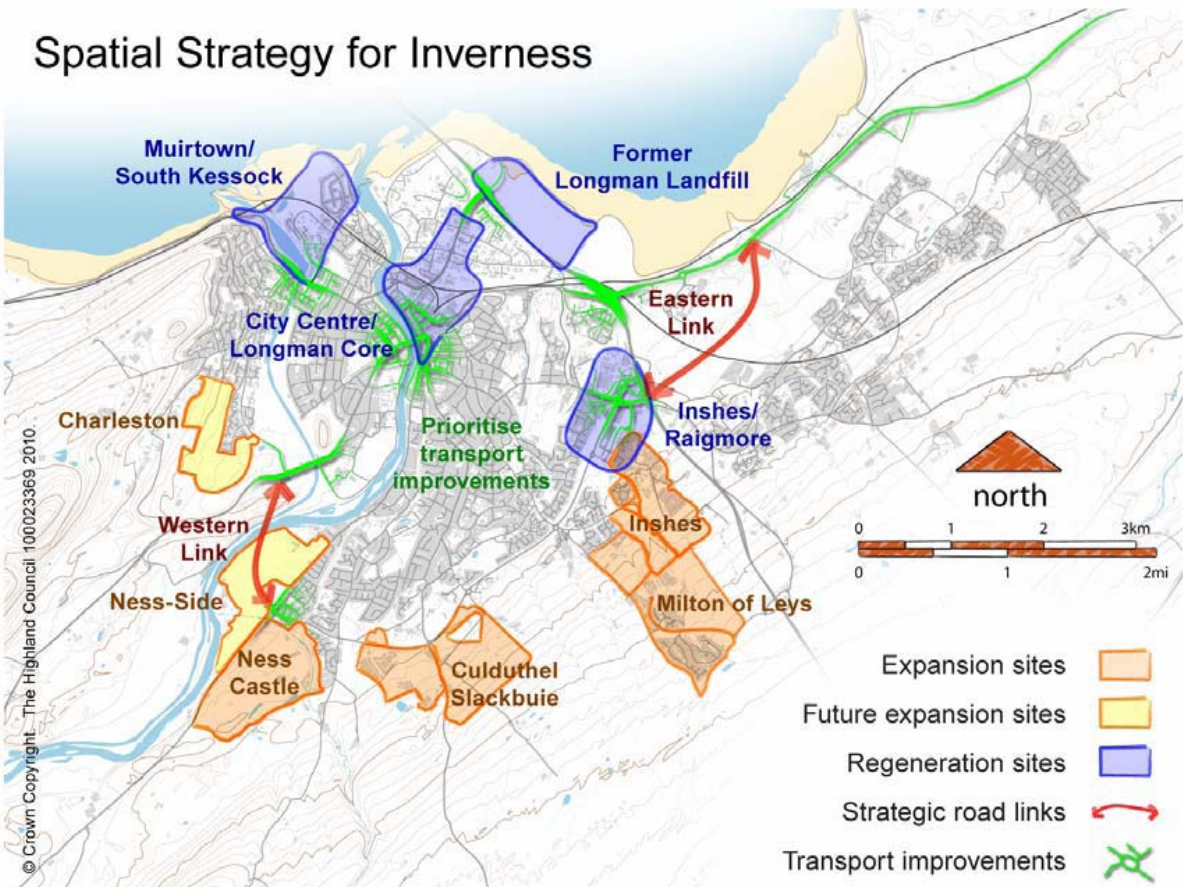 Spatial Strategy for Inverness
Muirtown/
South Kessock
Former
Longman Landfill
City Centre/
Longman Core
Eastern
Link
Charleston
Prioritise
transport
improvements
Inshes/
Raigmore
north
Western
Link
Inshes
0 1 2 3km
0 1 2mi
Ness-Side
Milton of Leys
Ness
Castle
Culduthel
Slackbuie
Expansion sites
Future expansion sites
Regeneration sites
Strategic road links
Transport improvements
© Crown Copyright. The Highland Council 100023369 2010.